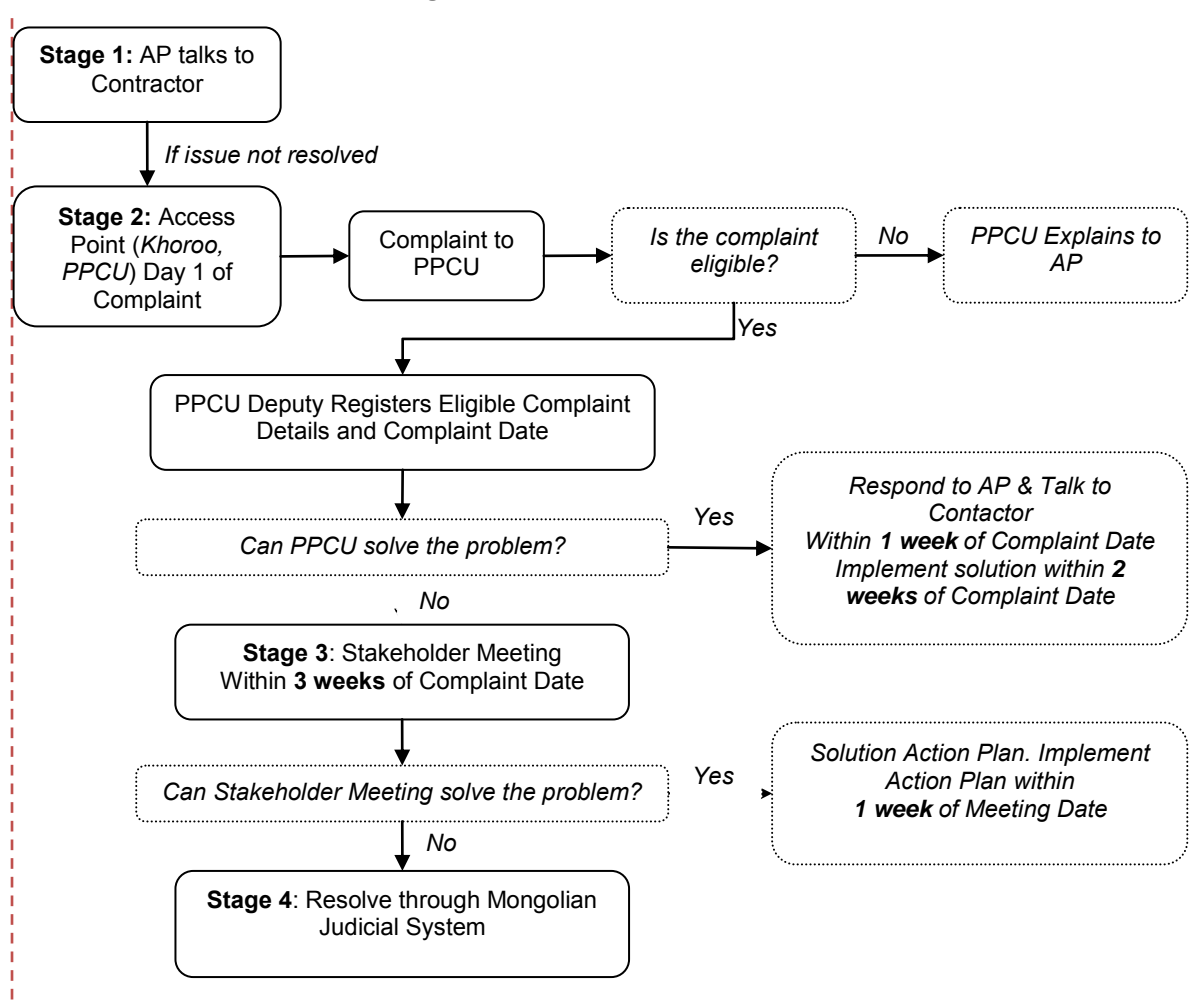 Stage 1: AP talks to
Contractor
If issue not resolved
Stage 2: Access
Point (Khoroo,
PPCU) Day 1 of
Complaint
Complaint to
PPCU
Is the complaint
eligible?
No
PPCU Explains to
AP
Yes
PPCU Deputy Registers Eligible Complaint
Details and Complaint Date
Can PPCU solve the problem?
Yes
Respond to AP & Talk to
Contactor
Within 1 week of Complaint Date
Implement solution within 2
weeks of Complaint Date
No
Stage 3: Stakeholder Meeting
Within 3 weeks of Complaint Date
Can Stakeholder Meeting solve the problem?
Yes
Solution Action Plan. Implement
Action Plan within
1 week of Meeting Date
No
Stage 4: Resolve through Mongolian
Judicial System